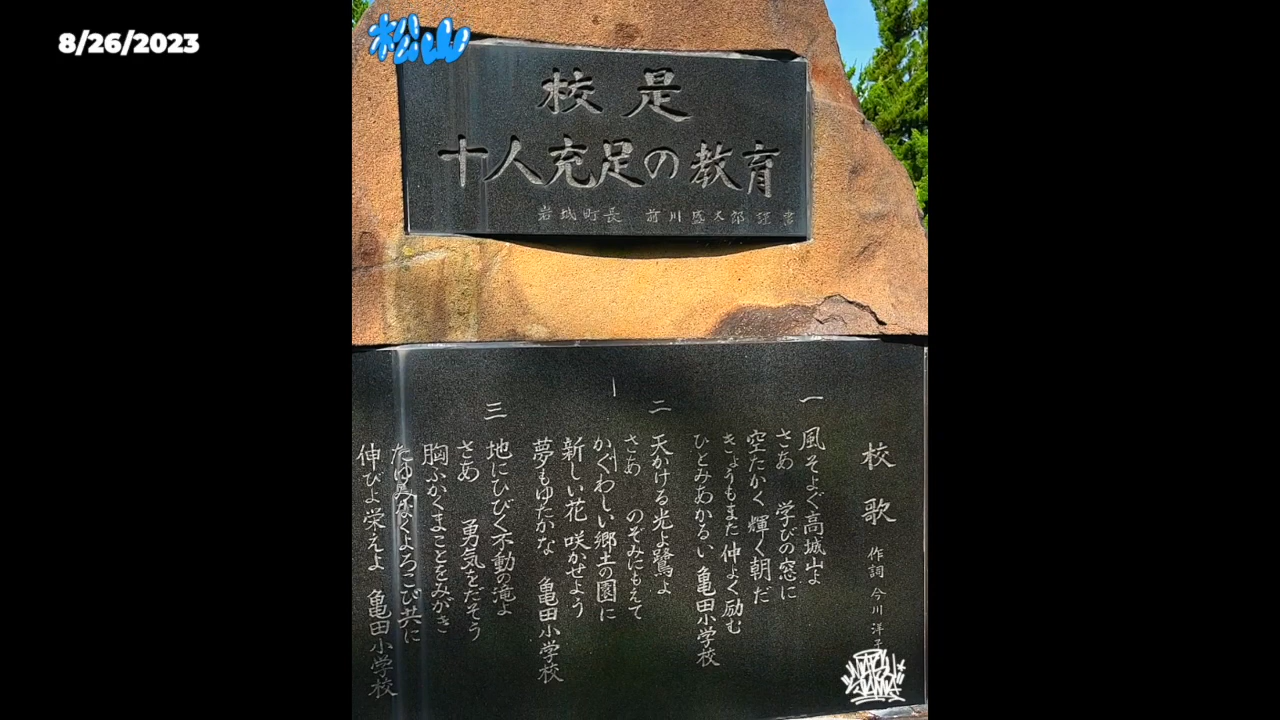 8/26/2023
松山
校是
十人充足の教育
岩城町長 前川盛太郎 謹書
校歌
作詞 今川洋子
一
風そよぐ高城山よ
さあ 学びの窓に
空たかく 輝く朝だ
きょうもまた 仲よく励む
ひとみあかるい 亀田小学校
二
天かける光よ鷺よ
さあ のぞみにもえて
かぐわしい郷土の園に
新しい花 咲かせよう
夢もゆたかな 亀田小学校
三
地にひびく不動の滝よ
さあ 勇気をだそう
胸ふかくまことをみがき
たゆみなくよろこび共に
伸びよ栄えよ 亀田小学校